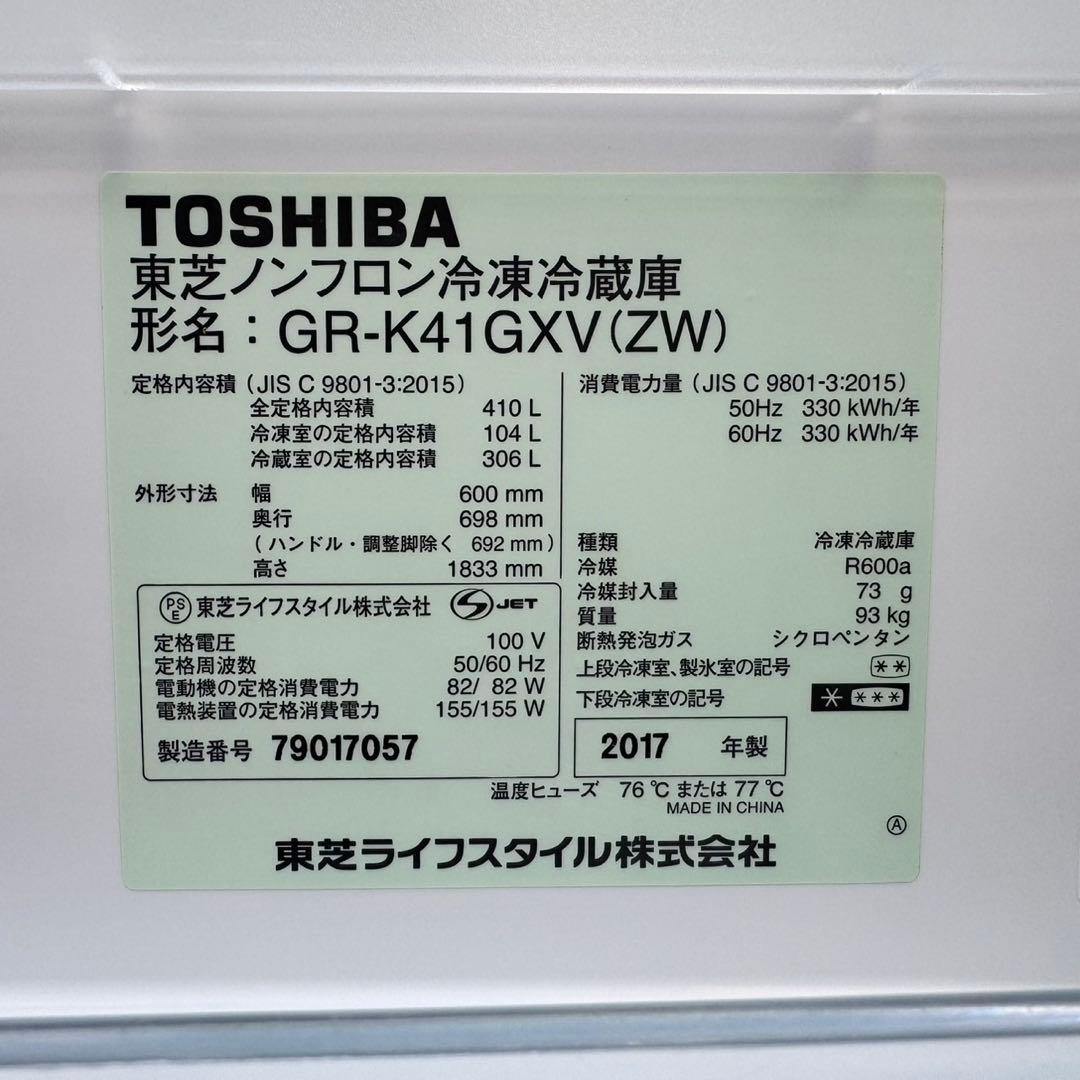 TOSHIBA
東芝ノンフロン冷凍冷蔵庫
形名：GR-K41GXV(ZW)
定格内容積（JIS C 9801-3:2015）
全定格内容積 410 L
冷凍室の定格内容積 104 L
冷蔵室の定格内容積 306 L
外形寸法 幅 600 mm
奥行 698 mm
（ハンドル・調整脚除く 692 mm）
高さ 1833 mm
PSE 東芝ライフスタイル株式会社 S JET
定格電圧 100 V
定格周波数 50/60 Hz
電動機の定格消費電力 82/ 82 W
電熱装置の定格消費電力 155/155 W
製造番号 79017057
消費電力量（JIS C 9801-3:2015）
50Hz 330 kWh/年
60Hz 330 kWh/年
種類 冷凍冷蔵庫
冷媒 R600a
冷媒封入量 73 g
質量 93 kg
断熱発泡ガス シクロペンタン
上段冷凍室、製氷室の記号 **
下段冷凍室の記号 * ***
2017 年製
温度ヒューズ 76 ℃ または 77 ℃
MADE IN CHINA
Ⓐ
東芝ライフスタイル株式会社